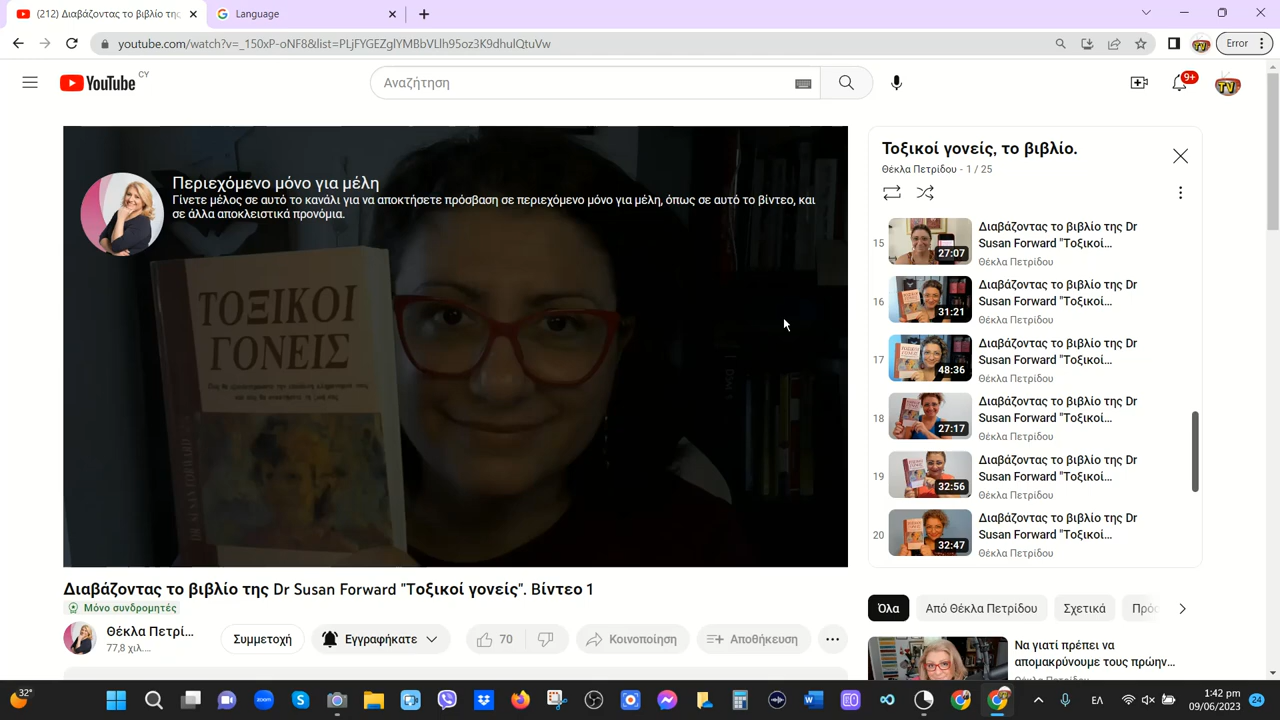 (212) Διαβάζοντας το βιβλίο της
Language
youtube.com/watch?v=_150xP-oNF8&list=PLjFYGEZglYMBbVLlh95oz3K9dhulQtuVw
Error
YouTube CY
Αναζήτηση
9+
TV
Περιεχόμενο μόνο για μέλη
Γίνετε μέλος σε αυτό το κανάλι για να αποκτήσετε πρόσβαση σε περιεχόμενο μόνο για μέλη, όπως σε αυτό το βίντεο, και
σε άλλα αποκλειστικά προνόμια.
ΤΟΞΙΚΟΙ
ΓΟΝΕΙΣ
Διαβάζοντας το βιβλίο της Dr Susan Forward "Τοξικοί γονείς". Βίντεο 1
Μόνο συνδρομητές
Θέκλα Πετρί...
77,8 χιλ....
Συμμετοχή
Εγγραφήκατε
70
Κοινοποίηση
Αποθήκευση
Τοξικοί γονείς, το βιβλίο.
Θέκλα Πετρίδου - 1 / 25
15
27:07
Διαβάζοντας το βιβλίο της Dr
Susan Forward "Τοξικοί...
Θέκλα Πετρίδου
16
31:21
Διαβάζοντας το βιβλίο της Dr
Susan Forward "Τοξικοί...
Θέκλα Πετρίδου
17
48:36
Διαβάζοντας το βιβλίο της Dr
Susan Forward "Τοξικοί...
Θέκλα Πετρίδου
18
27:17
Διαβάζοντας το βιβλίο της Dr
Susan Forward "Τοξικοί...
Θέκλα Πετρίδου
19
32:56
Διαβάζοντας το βιβλίο της Dr
Susan Forward "Τοξικοί...
Θέκλα Πετρίδου
20
32:47
Διαβάζοντας το βιβλίο της Dr
Susan Forward "Τοξικοί...
Θέκλα Πετρίδου
Όλα
Από Θέκλα Πετρίδου
Σχετικά
Να γιατί πρέπει να
απομακρύνουμε τους πρώην...
32°
ΕΛ
1:42 pm
09/06/2023
24